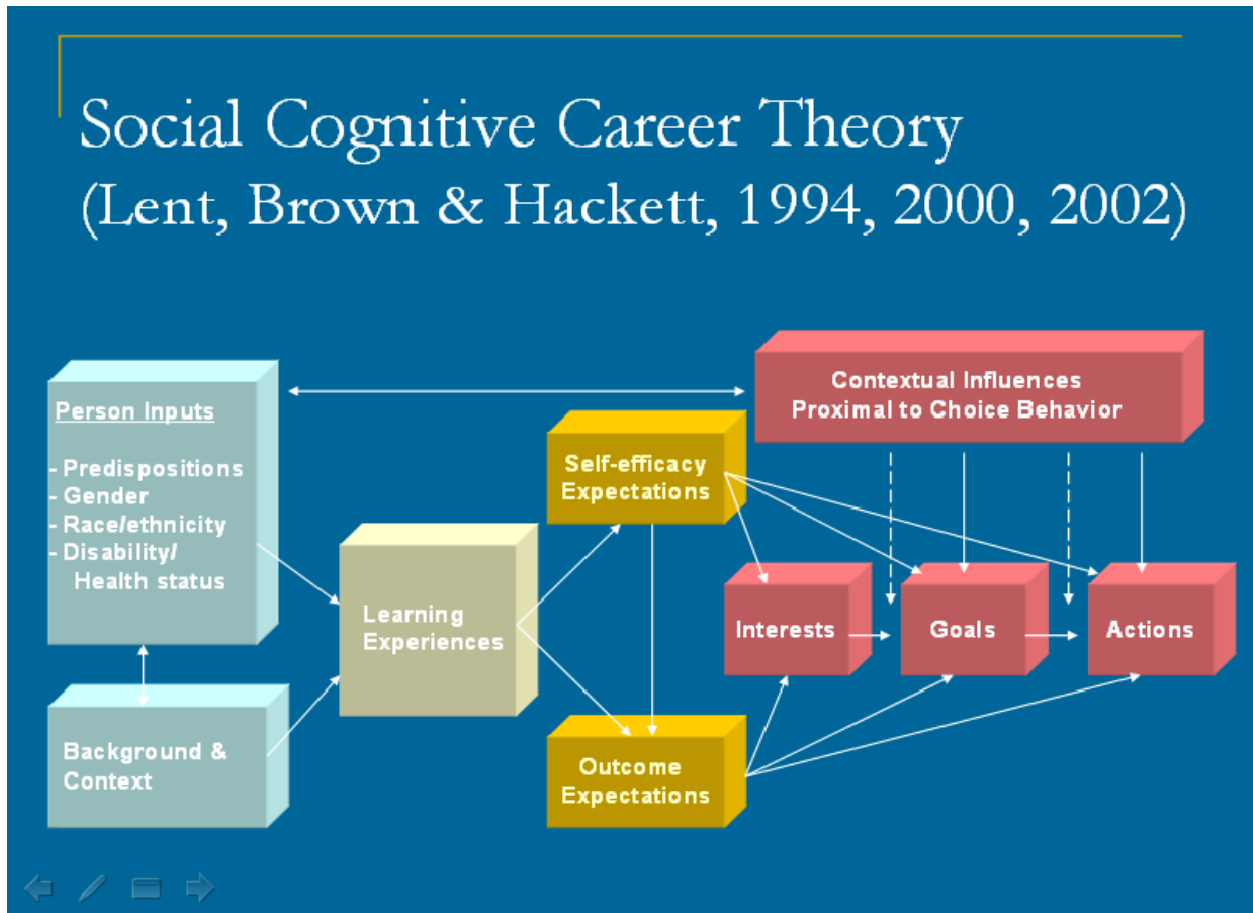 Social Cognitive Career Theory
(Lent, Brown & Hackett, 1994, 2000, 2002)
Person Inputs
- Predispositions
- Gender
- Race/ethnicity
- Disability/
Health status
Background &
Context
Learning
Experiences
Self-efficacy
Expectations
Outcome
Expectations
Contextual Influences
Proximal to Choice Behavior
Interests
Goals
Actions